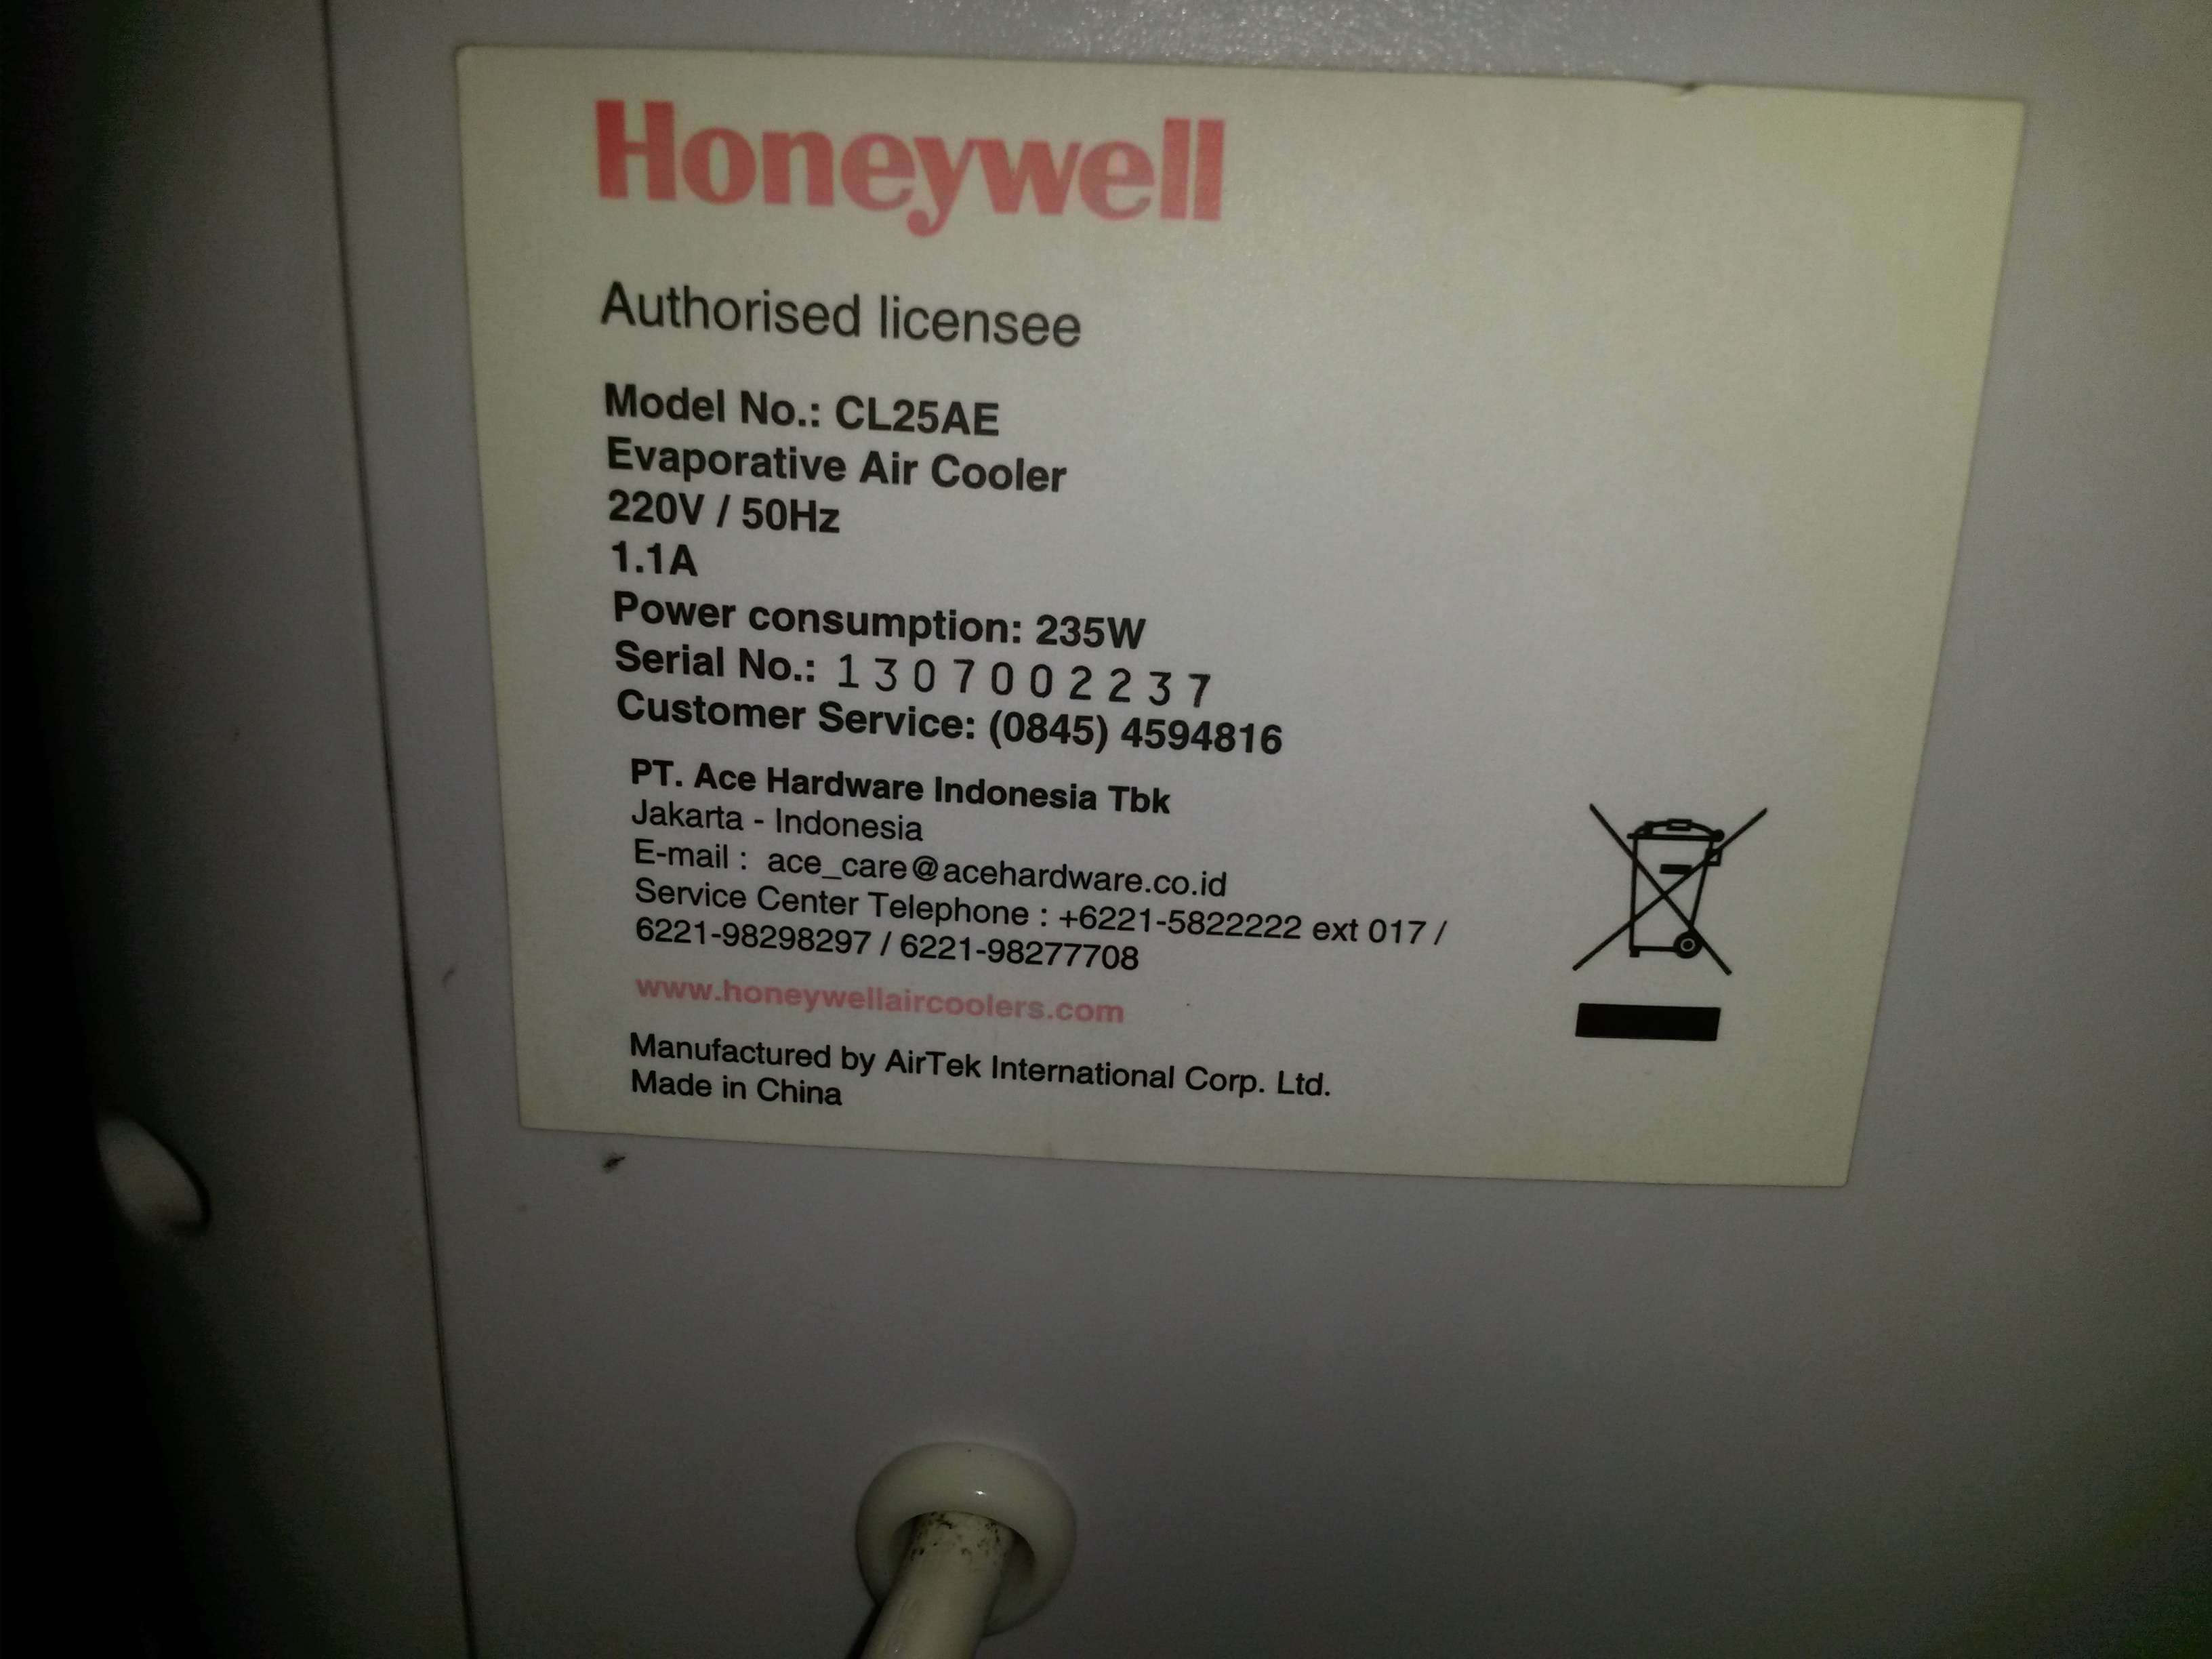 Honeywell
Authorised licensee
Model No.: CL25AE
Evaporative Air Cooler
220V / 50Hz
1.1A
Power consumption: 235W
Serial No.: 1307002237
Customer Service: (0845) 4594816
PT. Ace Hardware Indonesia Tbk
Jakarta - Indonesia
E-mail : ace_care@acehardware.co.id
Service Center Telephone : +6221-5822222 ext 017 /
6221-98298297 / 6221-98277708
www.honeywellaircoolers.com
Manufactured by AirTek International Corp. Ltd.
Made in China